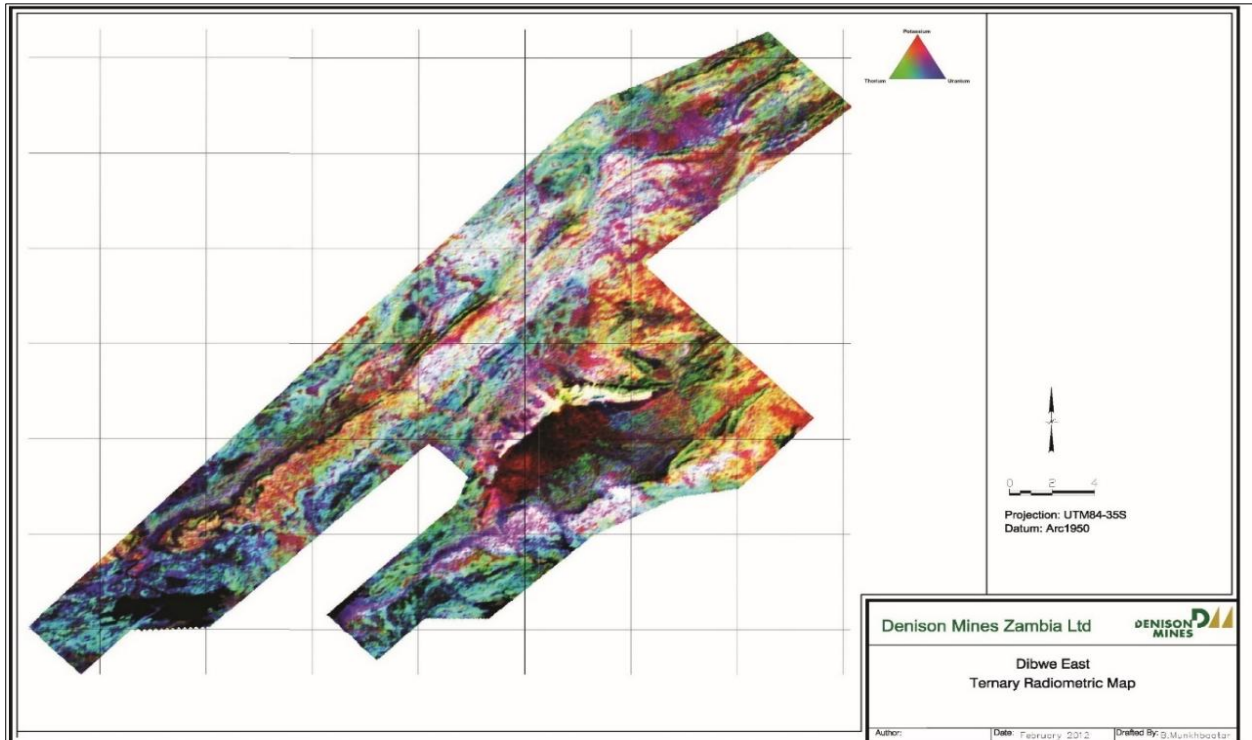 Potassium
Thorium Uranium
0 2 4
Projection: UTM84-35S
Datum: Arc1950
Denison Mines Zambia Ltd
DENISON
MINES
Dibwe East
Ternary Radiometric Map
Author:
Date: February 2012
Drafted By: B.Munkhbaatar